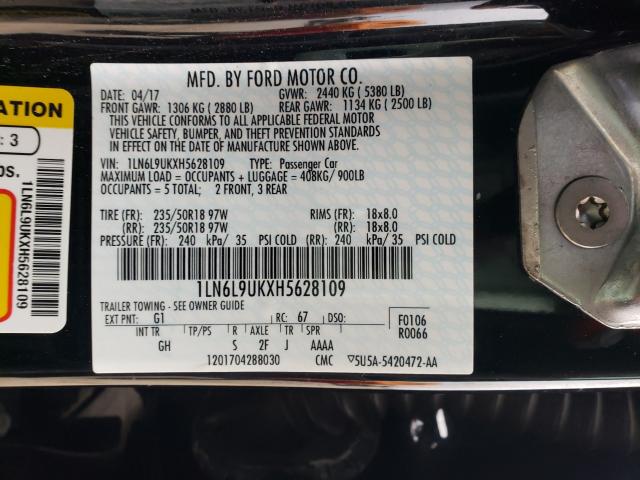 MFD. BY FORD MOTOR CO.
DATE: 04/17 GVWR: 2440 KG ( 5380 LB)
FRONT GAWR: 1306 KG ( 2880 LB) REAR GAWR: 1134 KG ( 2500 LB)
THIS VEHICLE CONFORMS TO ALL APPLICABLE FEDERAL MOTOR
VEHICLE SAFETY, BUMPER, AND THEFT PREVENTION STANDARDS IN
EFFECT ON THE DATE OF MANUFACTURE SHOWN ABOVE.
VIN: 1LN6L9UKXH5628109 TYPE: Passenger Car
MAXIMUM LOAD = OCCUPANTS + LUGGAGE = 408KG/ 900LB
OCCUPANTS = 5 TOTAL; 2 FRONT, 3 REAR
TIRE (FR): 235/50R18 97W RIMS (FR): 18x8.0
(RR): 235/50R18 97W (RR): 18x8.0
PRESSURE (FR): 240 kPa/ 35 PSI COLD (RR): 240 kPa/ 35 PSI COLD
1LN6L9UKXH5628109
TRAILER TOWING - SEE OWNER GUIDE
EXT PNT: G1 RC: 67 DSO: F0106
R0066
INT TR TP/PS R AXLE TR SPR
GH S 2F J AAAA
1201704288030 CMC 5U5A-5420472-AA
ATION
: 3
os.
1LN6L9UKXH5628109